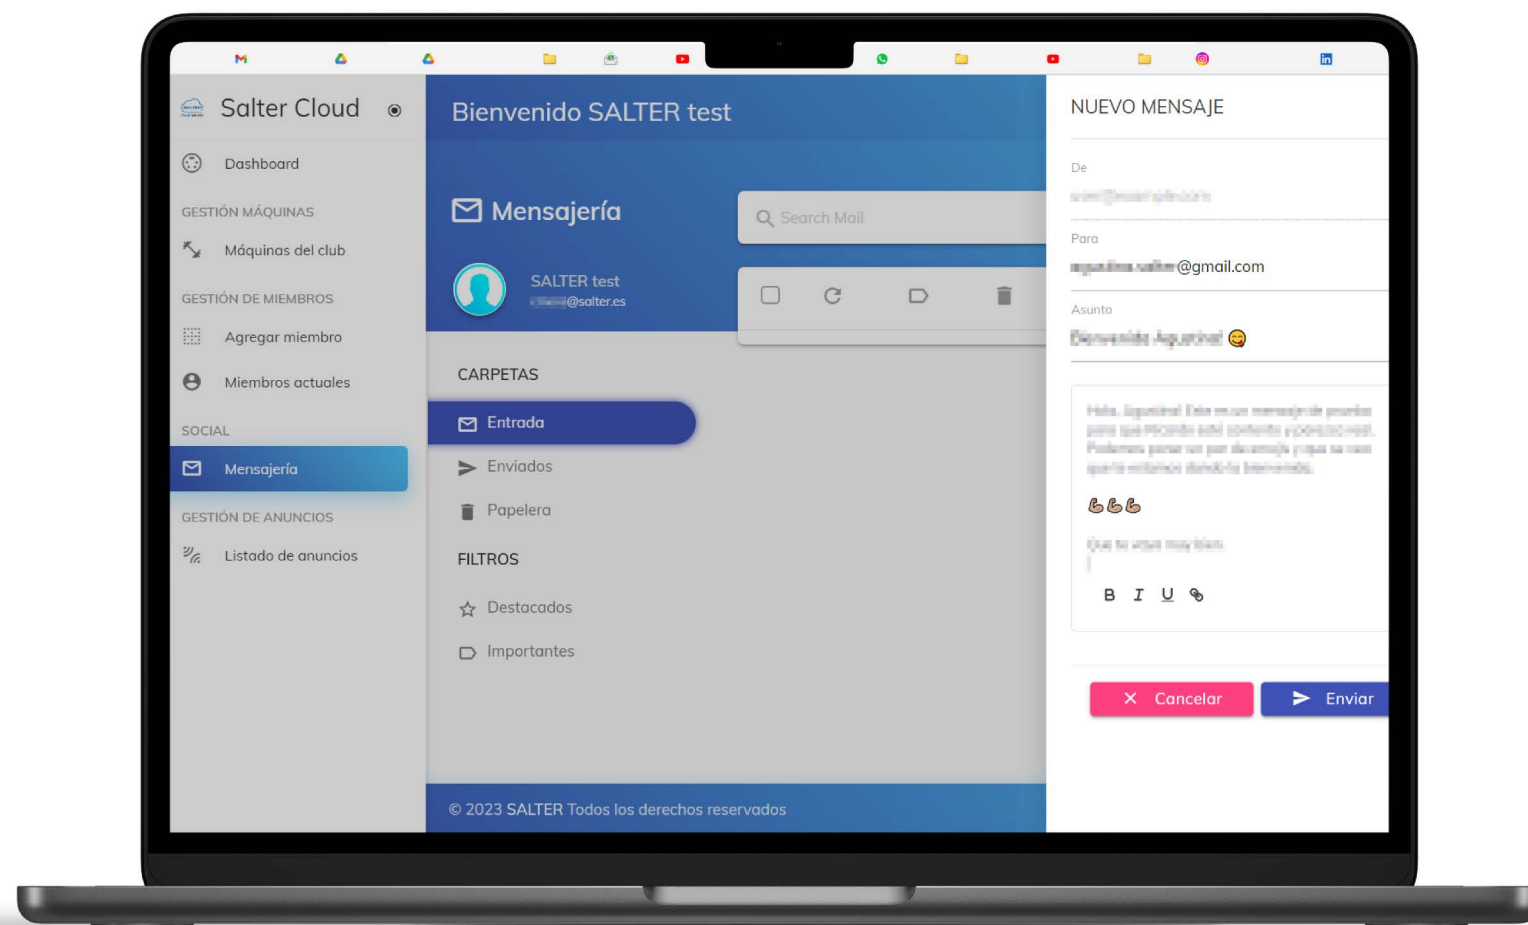 Salter Cloud
Dashboard
GESTIÓN MÁQUINAS
Máquinas del club
GESTIÓN DE MIEMBROS
Agregar miembro
Miembros actuales
SOCIAL
Mensajería
GESTIÓN DE ANUNCIOS
Listado de anuncios
Bienvenido SALTER test
Mensajería
SALTER test
@salter.es
Search Mail
CARPETAS
Entrada
Enviados
Papelera
FILTROS
Destacados
Importantes
© 2023 SALTER Todos los derechos reservados
NUEVO MENSAJE
De
Para
@gmail.com
Asunto
😋
💪💪💪
B I U
Cancelar
Enviar